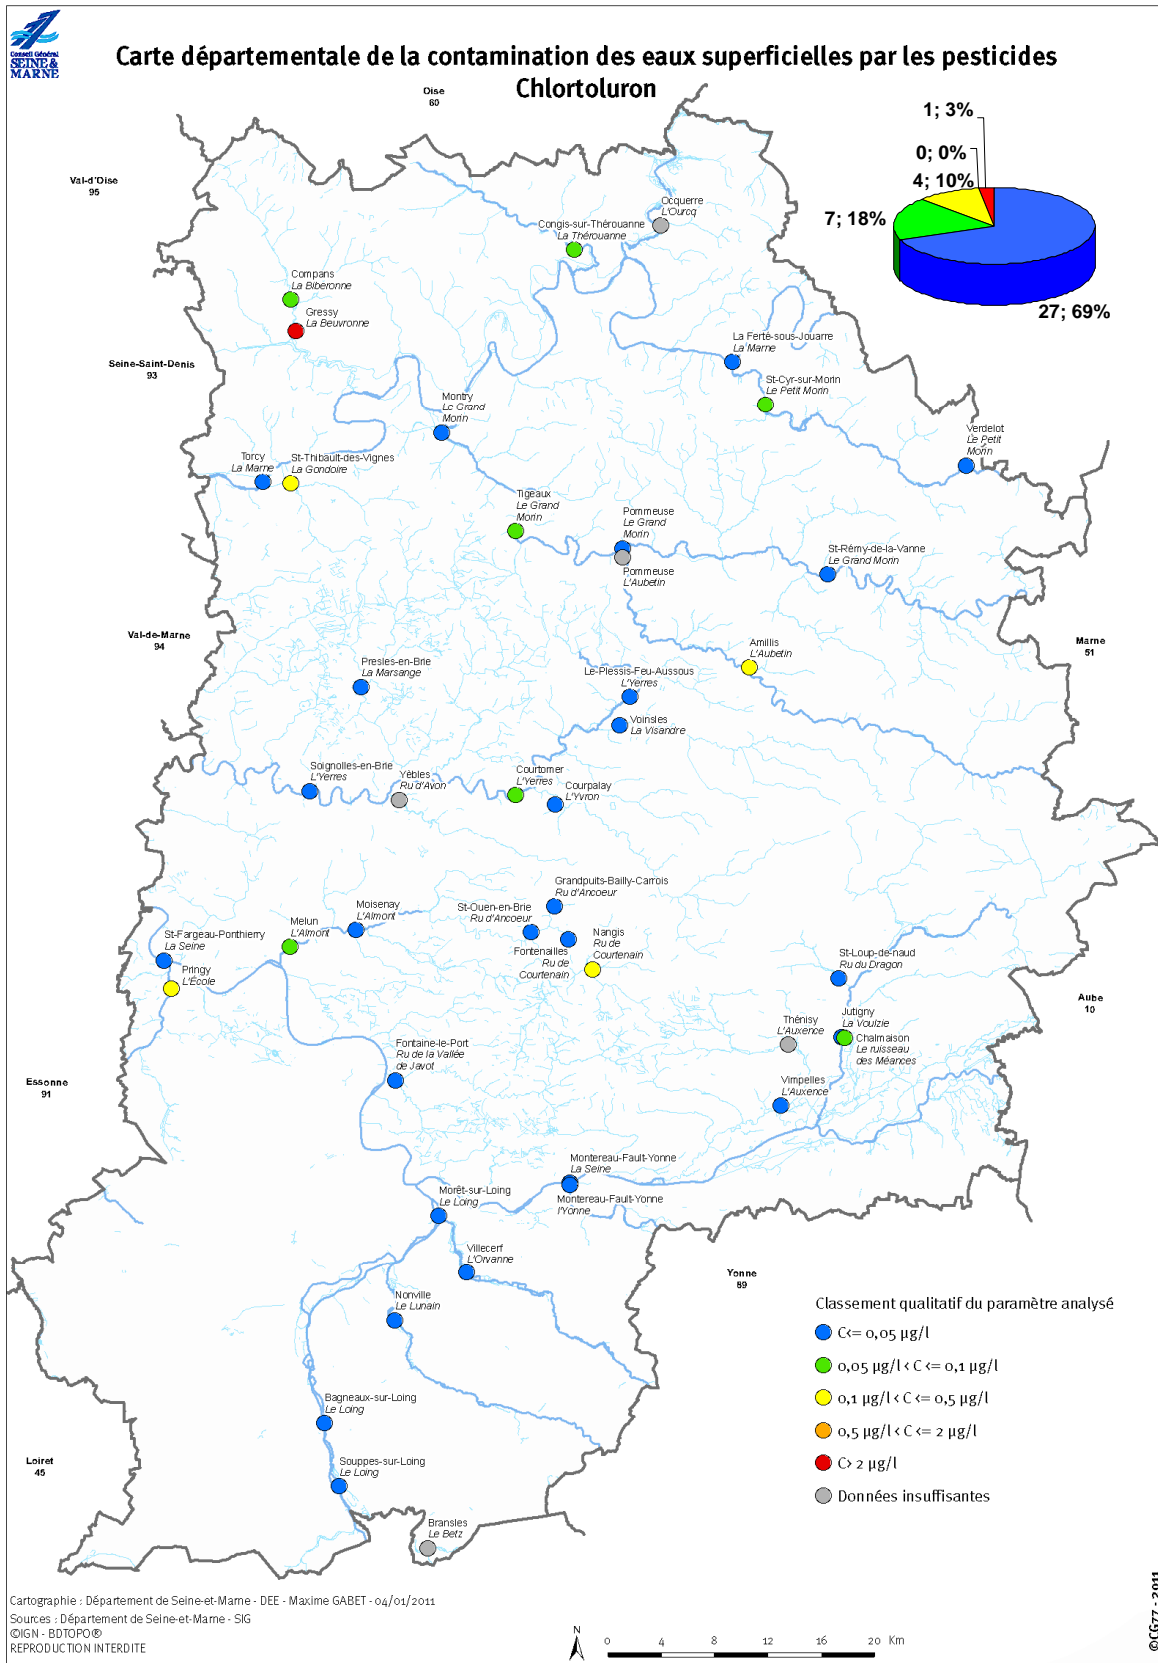 Conseil Général
SEINE &
MARNE
Carte départementale de la contamination des eaux superficielles par les pesticides
Chlortoluron
Oise
60
Val-d'Oise
95
1; 3%
0; 0%
4; 10%
7; 18%
27; 69%
Ocquerre
L'Ourcq
Congis-sur-Thérouanne
La Thérouanne
Compans
La Biberonne
Gressy
La Beuvronne
Seine-Saint-Denis
93
La Ferté-sous-Jouarre
La Marne
St-Cyr-sur-Morin
Le Petit Morin
Montry
Le Grand
Morin
Verdelot
Le Petit
Morin
Torcy
La Marne
St-Thibault-des-Vignes
La Gondoire
Tigeaux
Le Grand
Morin
Pommeuse
Le Grand
Morin
Pommeuse
L'Aubetin
St-Rémy-de-la-Vanne
Le Grand Morin
Val-de-Marne
94
Marne
51
Amillis
L'Aubetin
Presles-en-Brie
La Marsange
Le-Plessis-Feu-Aussous
L'Yerres
Voinsles
La Visandre
Soignolles-en-Brie
L'Yerres
Yèbles
Ru d'Avon
Courtomer
L'Yerres
Courpalay
L'Yvron
Grandpuits-Bailly-Carrois
Ru d'Ancoeur
St-Ouen-en-Brie
Ru d'Ancoeur
Moisenay
L'Almont
Melun
L'Almont
St-Fargeau-Ponthierry
La Seine
Pringy
L'École
Fontenailles
Ru de
Courtenain
Nangis
Ru de
Courtenain
St-Loup-de-naud
Ru du Dragon
Aube
10
Thénisy
L'Auxence
Jutigny
La Voulzie
Chalmaison
Le ruisseau
des Méances
Fontaine-le-Port
Ru de la Vallée
de Javot
Essonne
91
Vimpelles
L'Auxence
Montereau-Fault-Yonne
La Seine
Montereau-Fault-Yonne
l'Yonne
Morêt-sur-Loing
Le Loing
Villecerf
L'Orvanne
Yonne
89
Nonville
Le Lunain
Classement qualitatif du paramètre analysé
C<= 0,05 µg/l
0,05 µg/l < C <= 0,1 µg/l
0,1 µg/l < C <= 0,5 µg/l
0,5 µg/l < C <= 2 µg/l
C> 2 µg/l
Données insuffisantes
Bagneaux-sur-Loing
Le Loing
Souppes-sur-Loing
Le Loing
Loiret
45
Bransles
Le Betz
Cartographie : Département de Seine-et-Marne - DEE - Maxime GABET - 04/01/2011
Sources : Département de Seine-et-Marne - SIG
©IGN - BDTOPO®
REPRODUCTION INTERDITE
N
0 4 8 12 16 20 Km
©CG77 - 2011